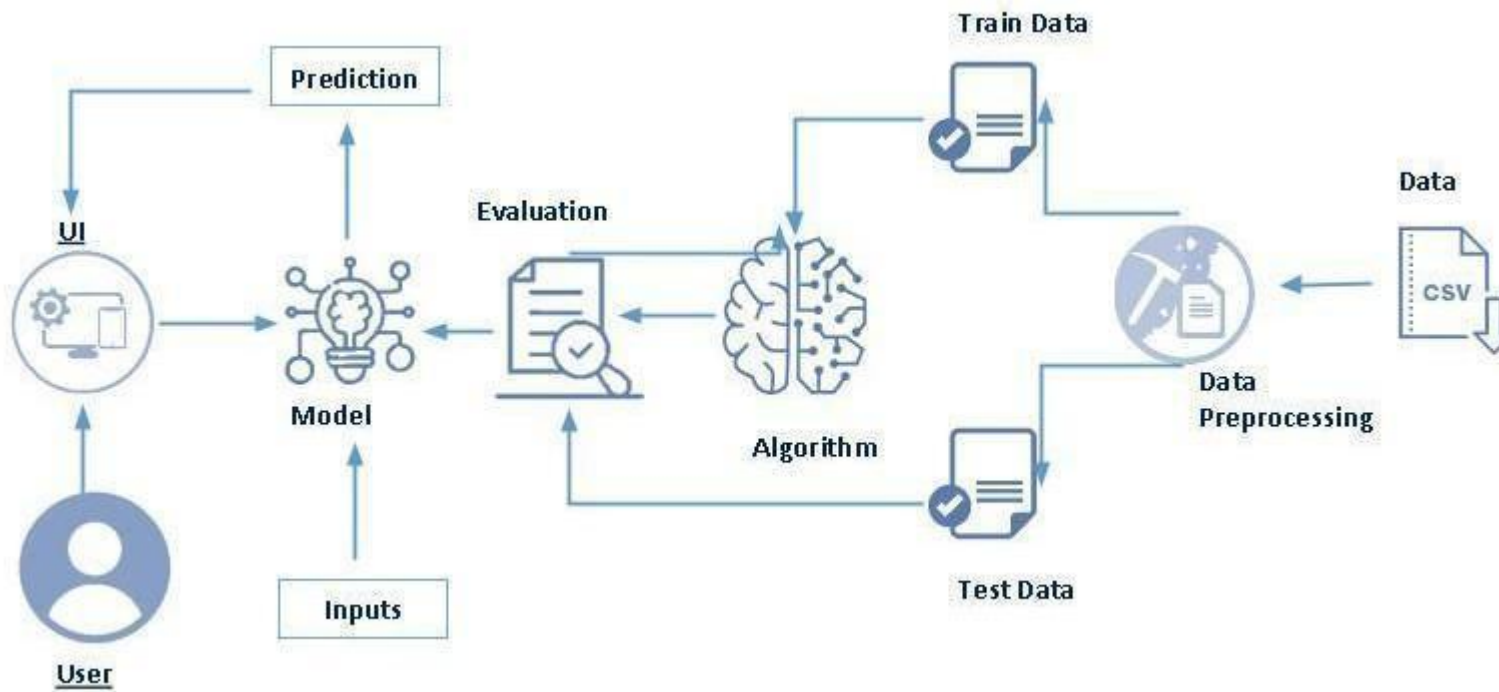 Train Data
Prediction
Data
Evaluation
UI
CSV
Data
Preprocessing
Model
Algorithm
Test Data
Inputs
User